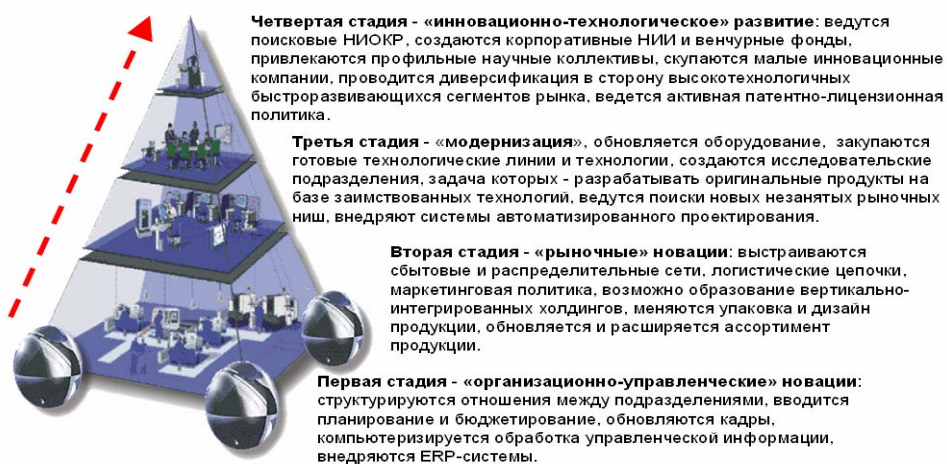 Четвертая стадия - «инновационно-технологическое» развитие: ведутся
поисковые НИОКР, создаются корпоративные НИИ и венчурные фонды,
привлекаются профильные научные коллективы, скупаются малые инновационные
компании, проводится диверсификация в сторону высокотехнологичных
быстроразвивающихся сегментов рынка, ведется активная патентно-лицензионная
политика.
Третья стадия - «модернизация», обновляется оборудование, закупаются
готовые технологические линии и технологии, создаются исследовательские
подразделения, задача которых - разрабатывать оригинальные продукты на
базе заимствованных технологий, ведутся поиски новых незанятых рыночных
ниш, внедряют системы автоматизированного проектирования.
Вторая стадия - «рыночные» новации: выстраиваются
сбытовые и распределительные сети, логистические цепочки,
маркетинговая политика, возможно образование вертикально-
интегрированных холдингов, меняются упаковка и дизайн
продукции, обновляется и расширяется ассортимент
продукции.
Первая стадия - «организационно-управленческие» новации:
структурируются отношения между подразделениями, вводится
планирование и бюджетирование, обновляются кадры,
компьютеризируется обработка управленческой информации,
внедряются ERP-системы.